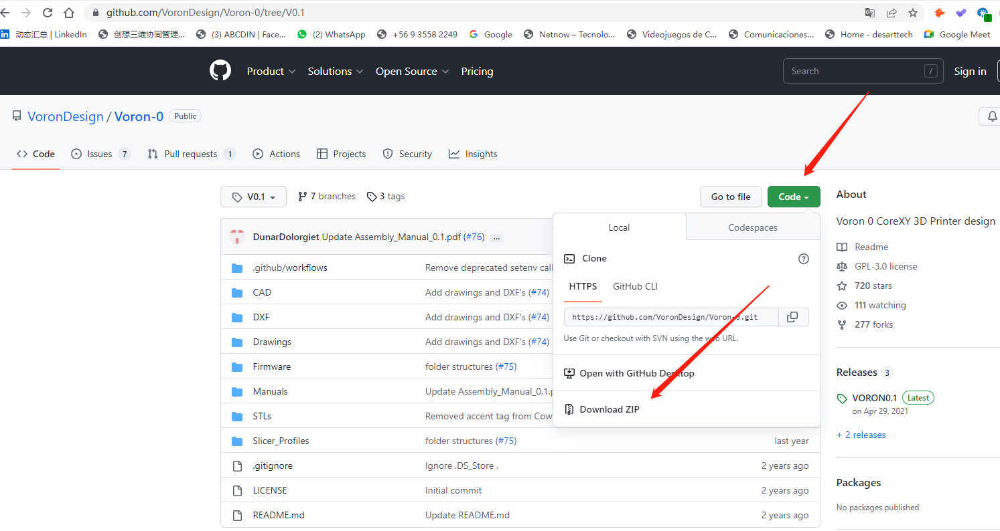 github.com/VoronDesign/Voron-0/tree/V0.1
动态汇总 | LinkedIn 创想三维协同管理... (3) ABCDIN | Face... (2) WhatsApp +56 9 3558 2249 Google Netnow – Tecnolo... Videojuegos de C... Comunicaciones... Home - desarttech Google Meet
Product Solutions Open Source Pricing Search / Sign in
VoronDesign / Voron-0 Public
Code Issues 7 Pull requests 1 Actions Projects Security Insights
V0.1 7 branches 3 tags Go to file Code
DunarDolorgiet Update Assembly_Manual_0.1.pdf (#76) ...
.github/workflows Remove deprecated setenv call
CAD Add drawings and DXF's (#74)
DXF Add drawings and DXF's (#74)
Drawings Add drawings and DXF's (#74)
Firmware folder structures (#75)
Manuals Update Assembly_Manual_0.1.p
STLs Removed accent tag from Cow
Slicer_Profiles folder structures (#75) last year
.gitignore Ignore .DS_Store . 2 years ago
LICENSE Initial commit 2 years ago
README.md Update README.md 2 years ago
Local Codespaces
Clone
HTTPS GitHub CLI
https://github.com/VoronDesign/Voron-0.git
Use Git or checkout with SVN using the web URL.
Open with GitHub Desktop
Download ZIP
About
Voron 0 CoreXY 3D Printer design
Readme
GPL-3.0 license
720 stars
111 watching
277 forks
Releases 3
VORON0.1 Latest
on Apr 29, 2021
+ 2 releases
Packages
No packages published